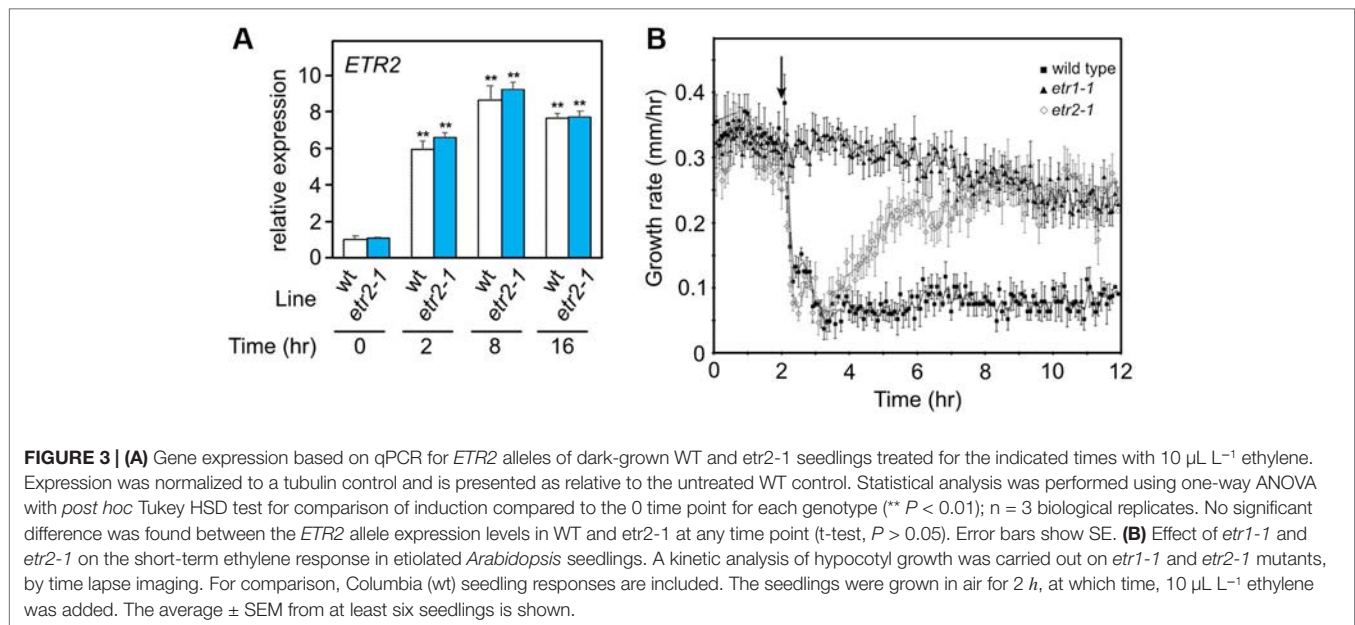 A
ETR2
relative expression
10
8
6
4
2
0
**
**
**
**
**
**
Line
wt
etr2-1
wt
etr2-1
wt
etr2-1
wt
etr2-1
Time (hr)
0
2
8
16
B
Growth rate (mm/hr)
0.4
0.3
0.2
0.1
0
wild type
etr1-1
etr2-1
0
2
4
6
8
10
12
Time (hr)
FIGURE 3 | (A) Gene expression based on qPCR for ETR2 alleles of dark-grown WT and etr2-1 seedlings treated for the indicated times with 10 µL L⁻¹ ethylene.
Expression was normalized to a tubulin control and is presented as relative to the untreated WT control. Statistical analysis was performed using one-way ANOVA
with post hoc Tukey HSD test for comparison of induction compared to the 0 time point for each genotype (** P < 0.01); n = 3 biological replicates. No significant
difference was found between the ETR2 allele expression levels in WT and etr2-1 at any time point (t-test, P > 0.05). Error bars show SE. (B) Effect of etr1-1 and
etr2-1 on the short-term ethylene response in etiolated Arabidopsis seedlings. A kinetic analysis of hypocotyl growth was carried out on etr1-1 and etr2-1 mutants,
by time lapse imaging. For comparison, Columbia (wt) seedling responses are included. The seedlings were grown in air for 2 h, at which time, 10 µL L⁻¹ ethylene
was added. The average ± SEM from at least six seedlings is shown.